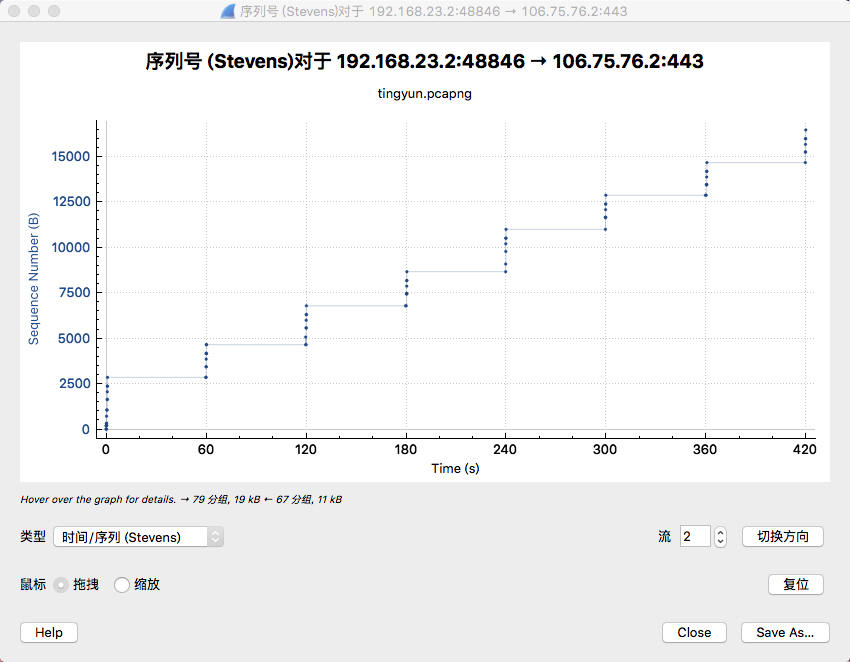 序列号 (Stevens)对于 192.168.23.2:48846 → 106.75.76.2:443
序列号 (Stevens)对于 192.168.23.2:48846 → 106.75.76.2:443
tingyun.pcapng
Sequence Number (B)
15000
12500
10000
7500
5000
2500
0
0 60 120 180 240 300 360 420
Time (s)
Hover over the graph for details. → 79 分组, 19 kB ← 67 分组, 11 kB
类型 时间/序列 (Stevens) 流 2 切换方向
鼠标 拖拽 缩放 复位
Help Close Save As...